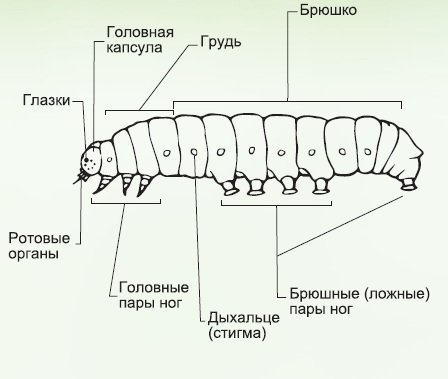 Брюшко
Головная
капсула
Грудь
Глазки
Ротовые
органы
Головные
пары ног
Дыхальце
(стигма)
Брюшные (ложные)
пары ног